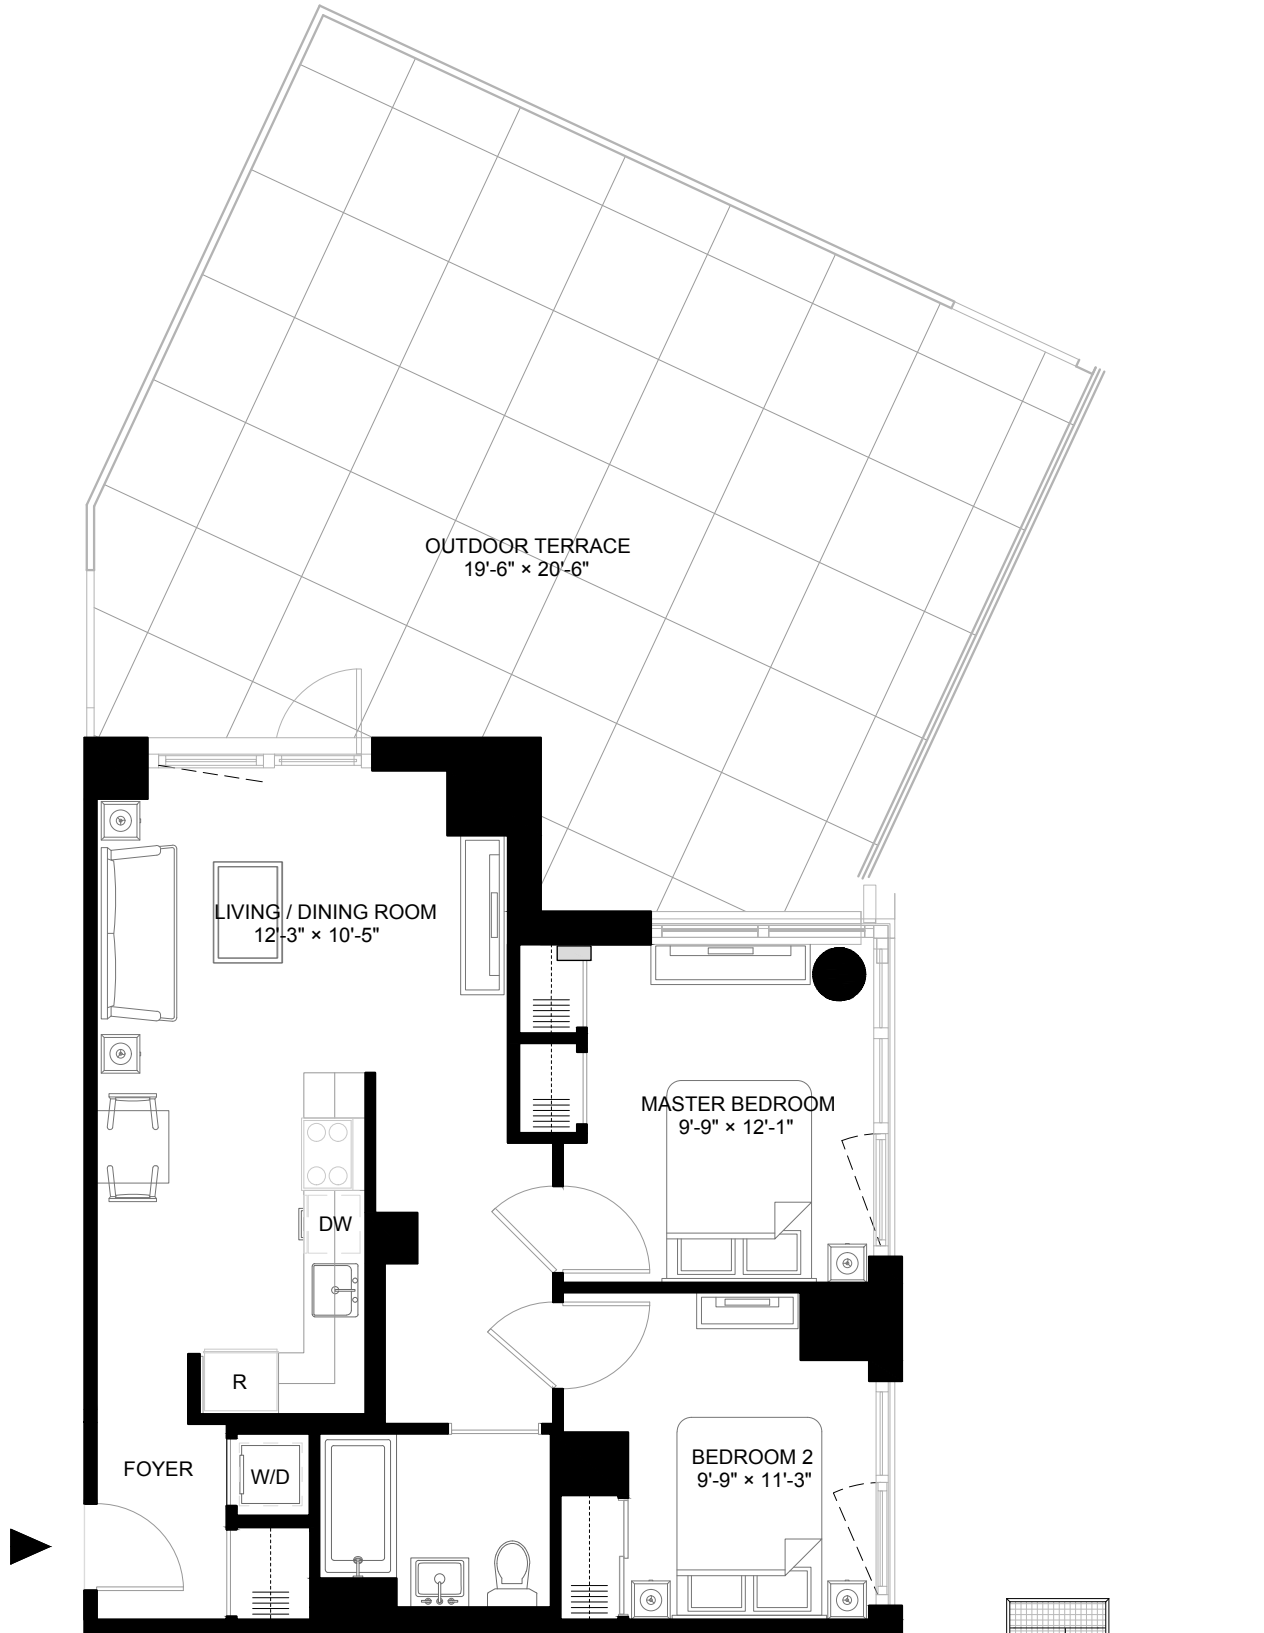 OUTDOOR TERRACE
19'-6" × 20'-6"
LIVING / DINING ROOM
12'-3" × 10'-5"
MASTER BEDROOM
9'-9" × 12'-1"
DW
R
BEDROOM 2
9'-9" × 11'-3"
FOYER
W/D